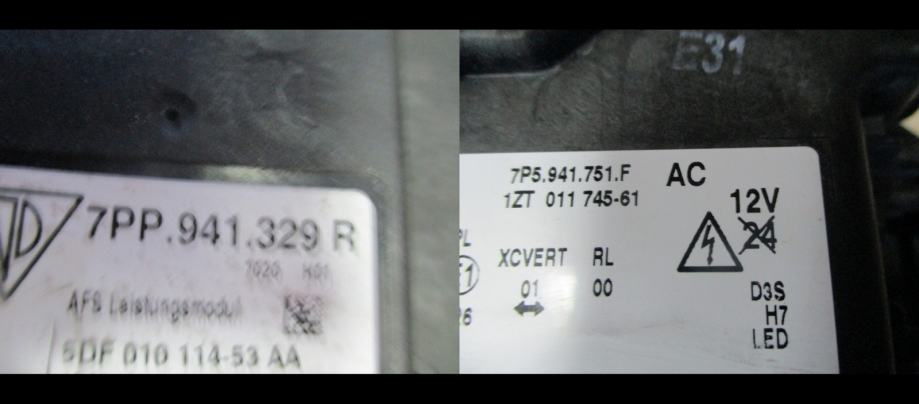 7PP.941.329 R
7020 H01
AFS Leistungsmodul
5DF 010 114-53 AA
E31
7P5.941.751.F AC
1ZT 011 745-61
12V
24
XCVERT RL
01 00
D3S
H7
LED